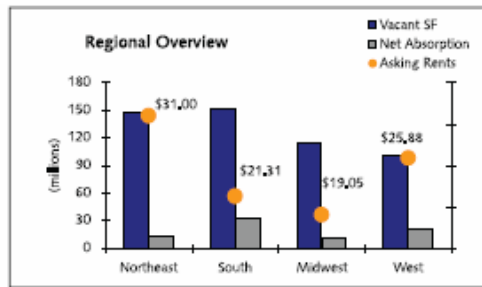 Regional Overview
Vacant SF
Net Absorption
Asking Rents
180
150
120
90
60
30
0
(millions)
$31.00
$21.31
$19.05
$25.88
Northeast
South
Midwest
West